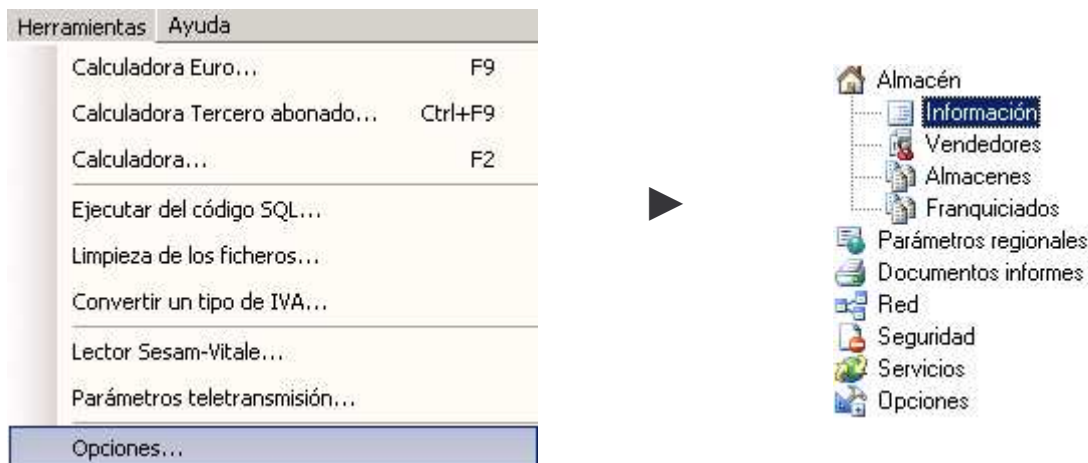 Herramientas Ayuda
Calculadora Euro... F9
Calculadora Tercero abonado... Ctrl+F9
Calculadora... F2
Ejecutar del código SQL...
Limpieza de los ficheros...
Convertir un tipo de IVA...
Lector Sesam-Vitale...
Parámetros teletransmisión...
Opciones...
Almacén
Información
Vendedores
Almacenes
Franquiciados
Parámetros regionales
Documentos informes
Red
Seguridad
Servicios
Opciones